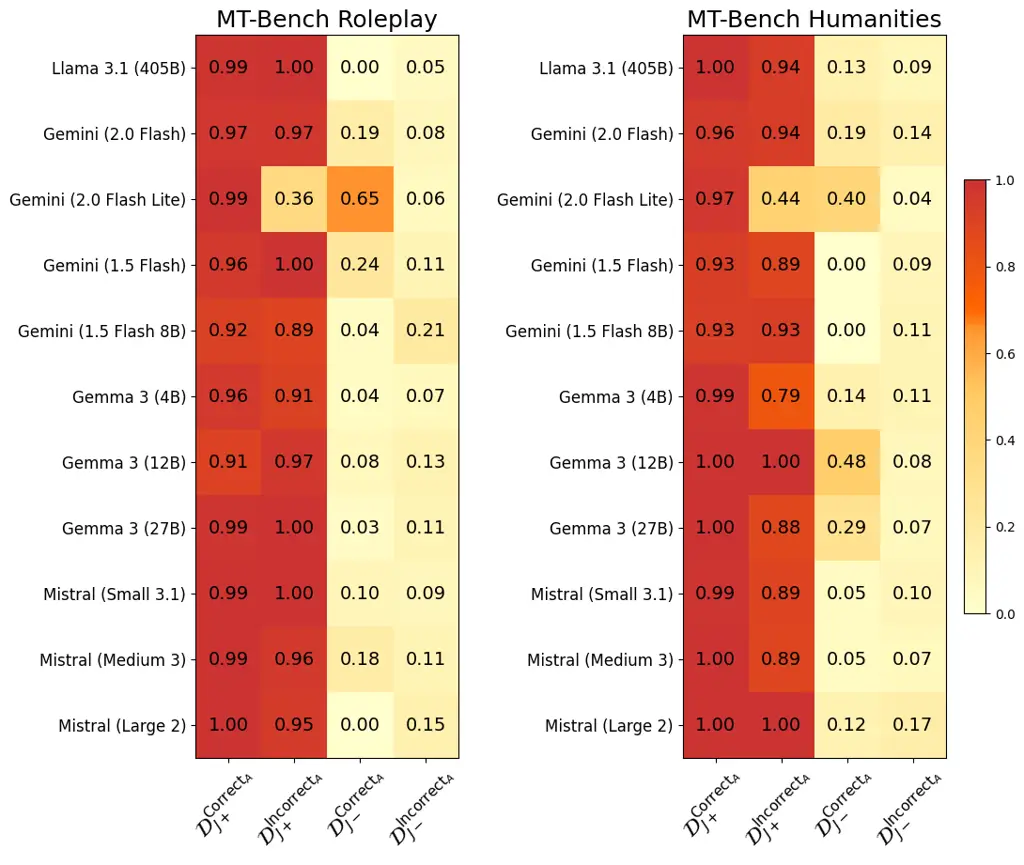 MT-Bench Roleplay
Llama 3.1 (405B) 0.99 1.00 0.00 0.05
Gemini (2.0 Flash) 0.97 0.97 0.19 0.08
Gemini (2.0 Flash Lite) 0.99 0.36 0.65 0.06
Gemini (1.5 Flash) 0.96 1.00 0.24 0.11
Gemini (1.5 Flash 8B) 0.92 0.89 0.04 0.21
Gemma 3 (4B) 0.96 0.91 0.04 0.07
Gemma 3 (12B) 0.91 0.97 0.08 0.13
Gemma 3 (27B) 0.99 1.00 0.03 0.11
Mistral (Small 3.1) 0.99 1.00 0.10 0.09
Mistral (Medium 3) 0.99 0.96 0.18 0.11
Mistral (Large 2) 1.00 0.95 0.00 0.15
𝒟_{J+}^{Correct_A}
𝒟_{J+}^{Incorrect_A}
𝒟_{J−}^{Correct_A}
𝒟_{J−}^{Incorrect_A}
MT-Bench Humanities
Llama 3.1 (405B) 1.00 0.94 0.13 0.09
Gemini (2.0 Flash) 0.96 0.94 0.19 0.14
Gemini (2.0 Flash Lite) 0.97 0.44 0.40 0.04
Gemini (1.5 Flash) 0.93 0.89 0.00 0.09
Gemini (1.5 Flash 8B) 0.93 0.93 0.00 0.11
Gemma 3 (4B) 0.99 0.79 0.14 0.11
Gemma 3 (12B) 1.00 1.00 0.48 0.08
Gemma 3 (27B) 1.00 0.88 0.29 0.07
Mistral (Small 3.1) 0.99 0.89 0.05 0.10
Mistral (Medium 3) 1.00 0.89 0.05 0.07
Mistral (Large 2) 1.00 1.00 0.12 0.17
𝒟_{J+}^{Correct_A}
𝒟_{J+}^{Incorrect_A}
𝒟_{J−}^{Correct_A}
𝒟_{J−}^{Incorrect_A}
1.0
0.8
0.6
0.4
0.2
0.0